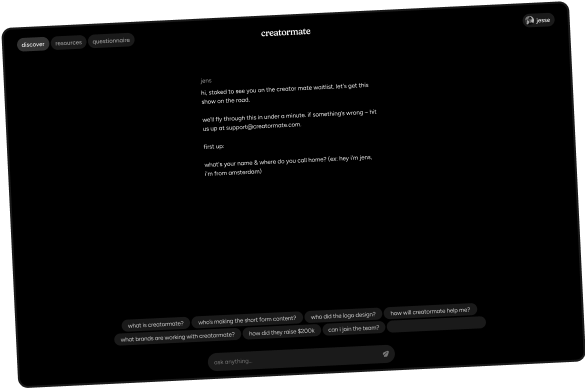 discover resources questionnaire
creatormate
jesse
jens
hi, stoked to see you on the creator mate waitlist. let's get this
show on the road.
we'll fly through this in under a minute. if something's wrong – hit
us up at support@creatormate.com.
first up:
what's your name & where do you call home? (ex: hey i'm jens,
i'm from amsterdam)
what is creatormate? who's making the short form content? who did the logo design? how will creatormate help me?
what brands are working with creatormate? how did they raise $200k can i join the team?
ask anything...